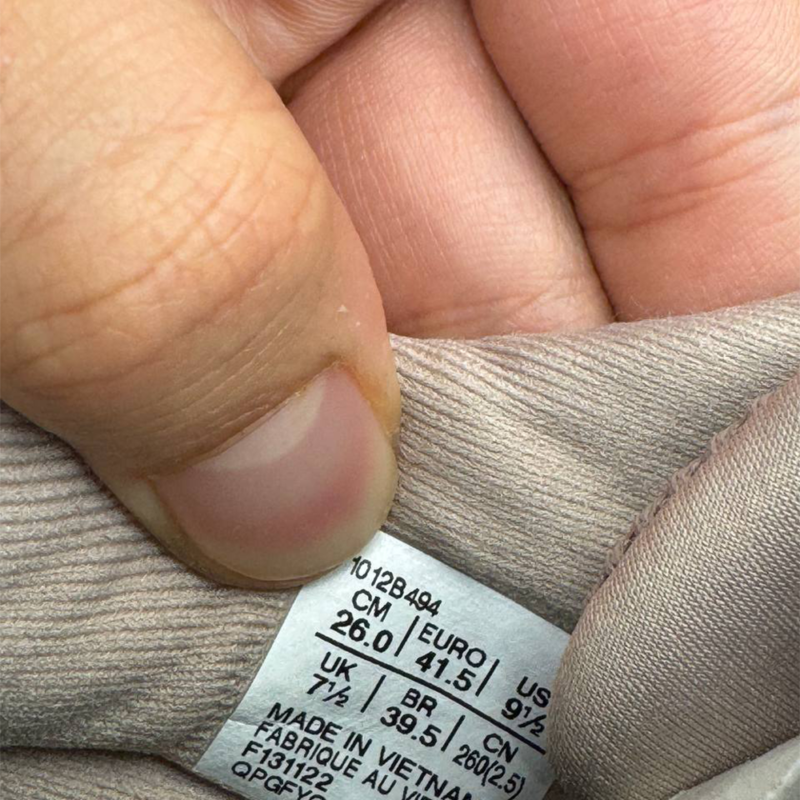 1012B494
CM EURO US
26.0 41.5 9½
UK BR CN
7½ 39.5 260(2.5)
MADE IN VIETNAM
FABRIQUE AU
F131122